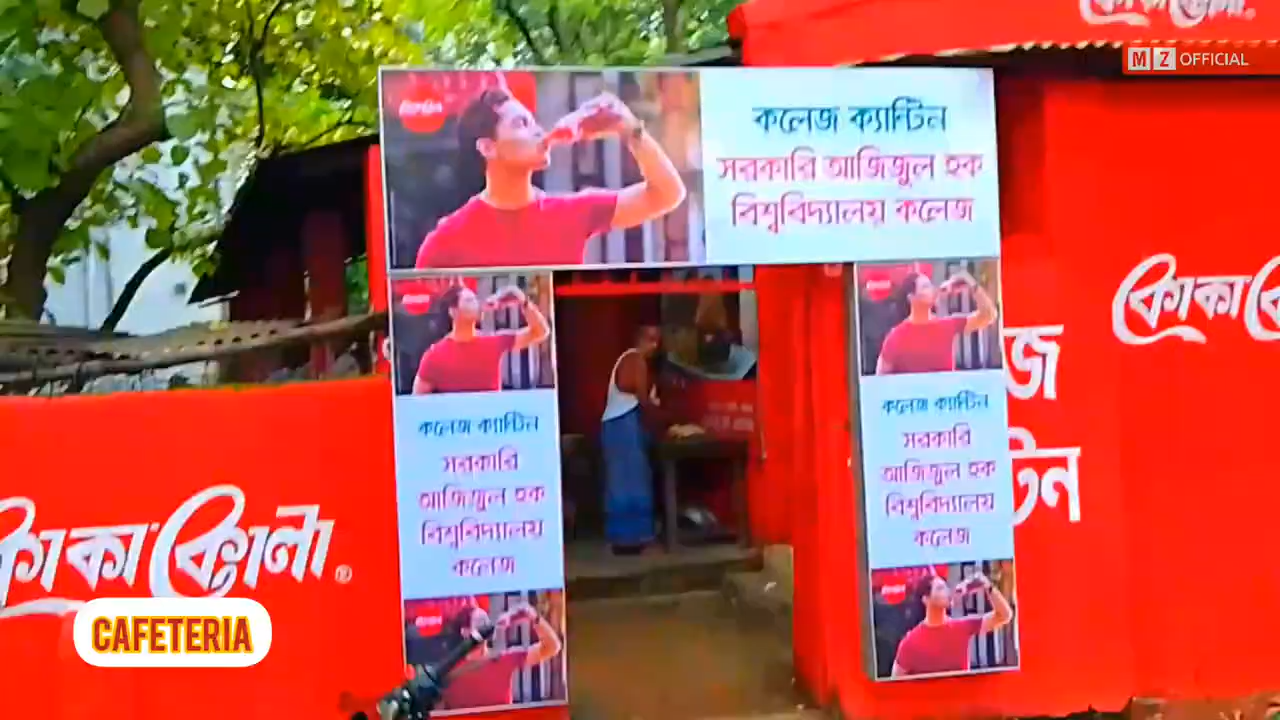 MZ OFFICIAL
কলেজ ক্যান্টিন
সরকারি আজিজুল হক
বিশ্ববিদ্যালয় কলেজ
কলেজ ক্যান্টিন
সরকারি
আজিজুল হক
বিশ্ববিদ্যালয়
কলেজ
কলেজ ক্যান্টিন
সরকারি
আজিজুল হক
বিশ্ববিদ্যালয়
কলেজ
কোকা
কোকা-কোলা®
CAFETERIA